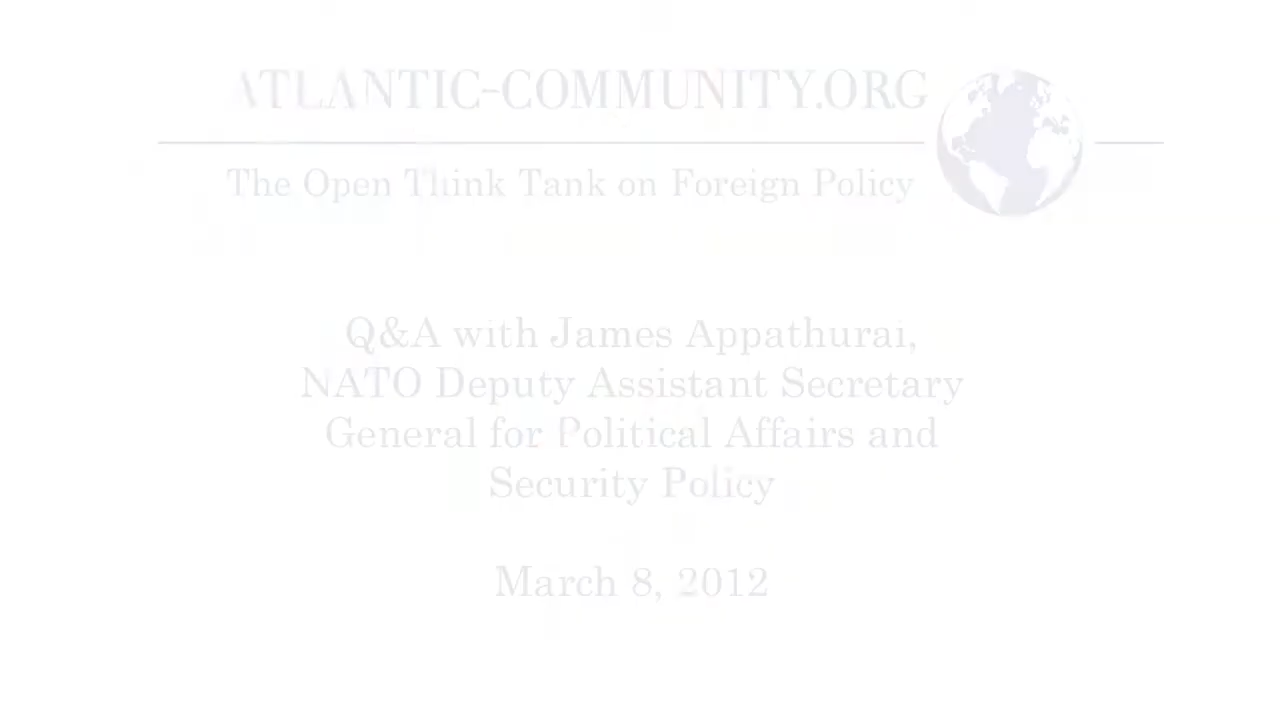 ATLANTIC-COMMUNITY.ORG
The Open Think Tank on Foreign Policy
Q&A with James Appathurai,
NATO Deputy Assistant Secretary
General for Political Affairs and
Security Policy
March 8, 2012